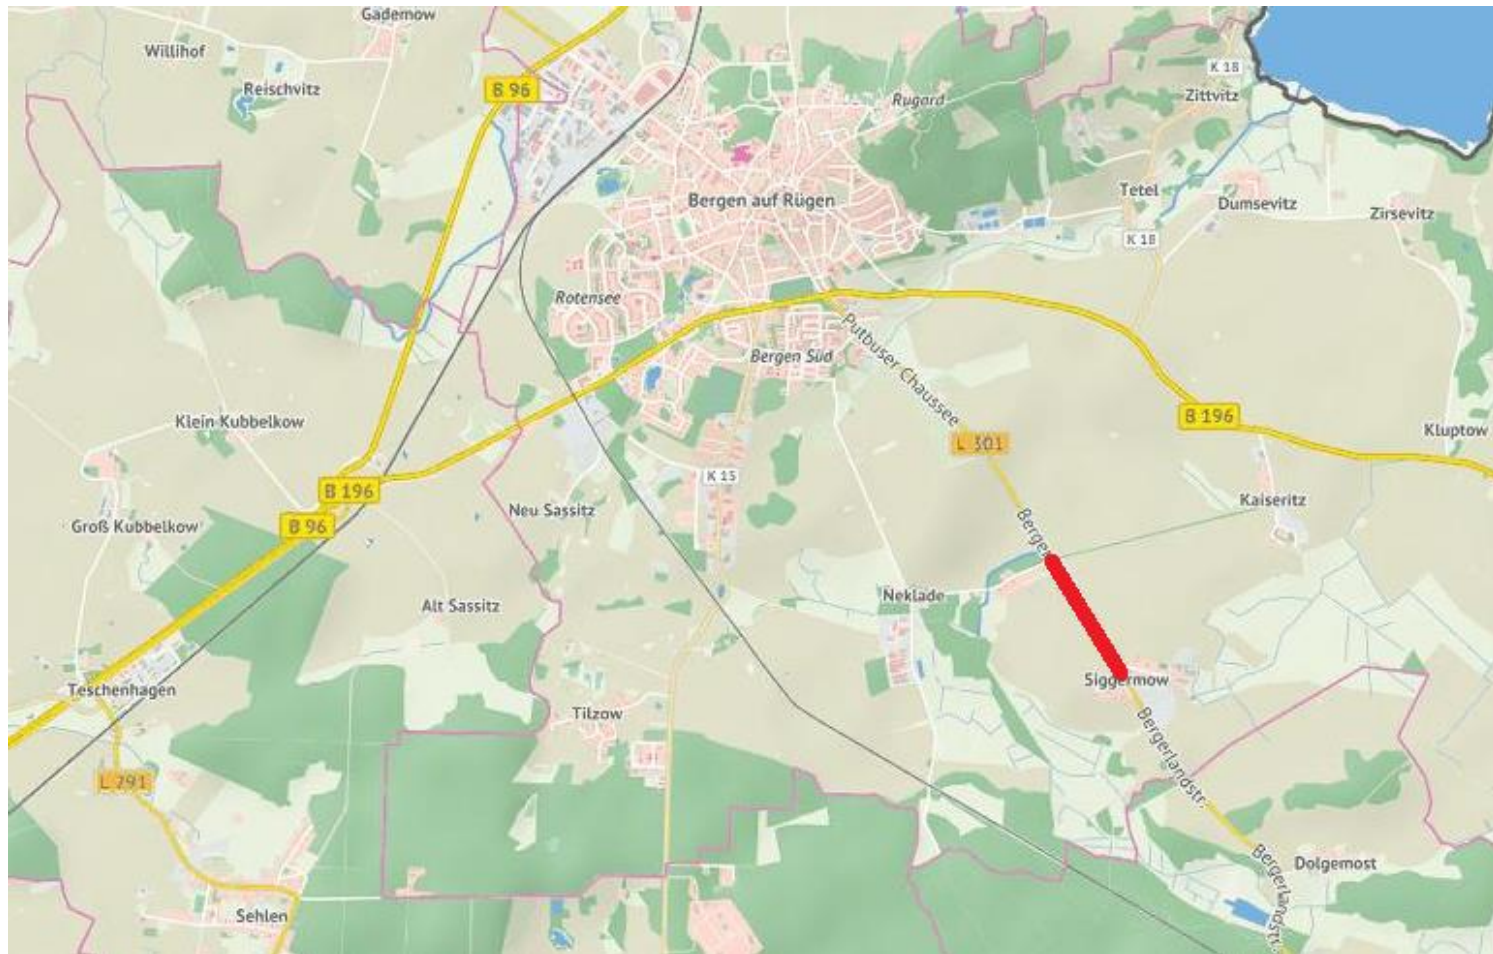 Gademow
Willihof
Reischvitz
B 96
K 18
Zittvitz
Rugard
Bergen auf Rügen
Tetel
Dumsevitz
Zirsevitz
K 18
Rotensee
Putbuser Chaussee
Bergen Süd
Klein Kubbelkow
B 196
L 301
Kluptow
K 15
B 196
Kaiseritz
Neu Sassitz
B 96
Groß Kubbelkow
Neklade
Alt Sassitz
Siggermow
Teschenhagen
Tilzow
Bergerlandstr.
L 291
Bergerlandstr.
Dolgemost
Sehlen